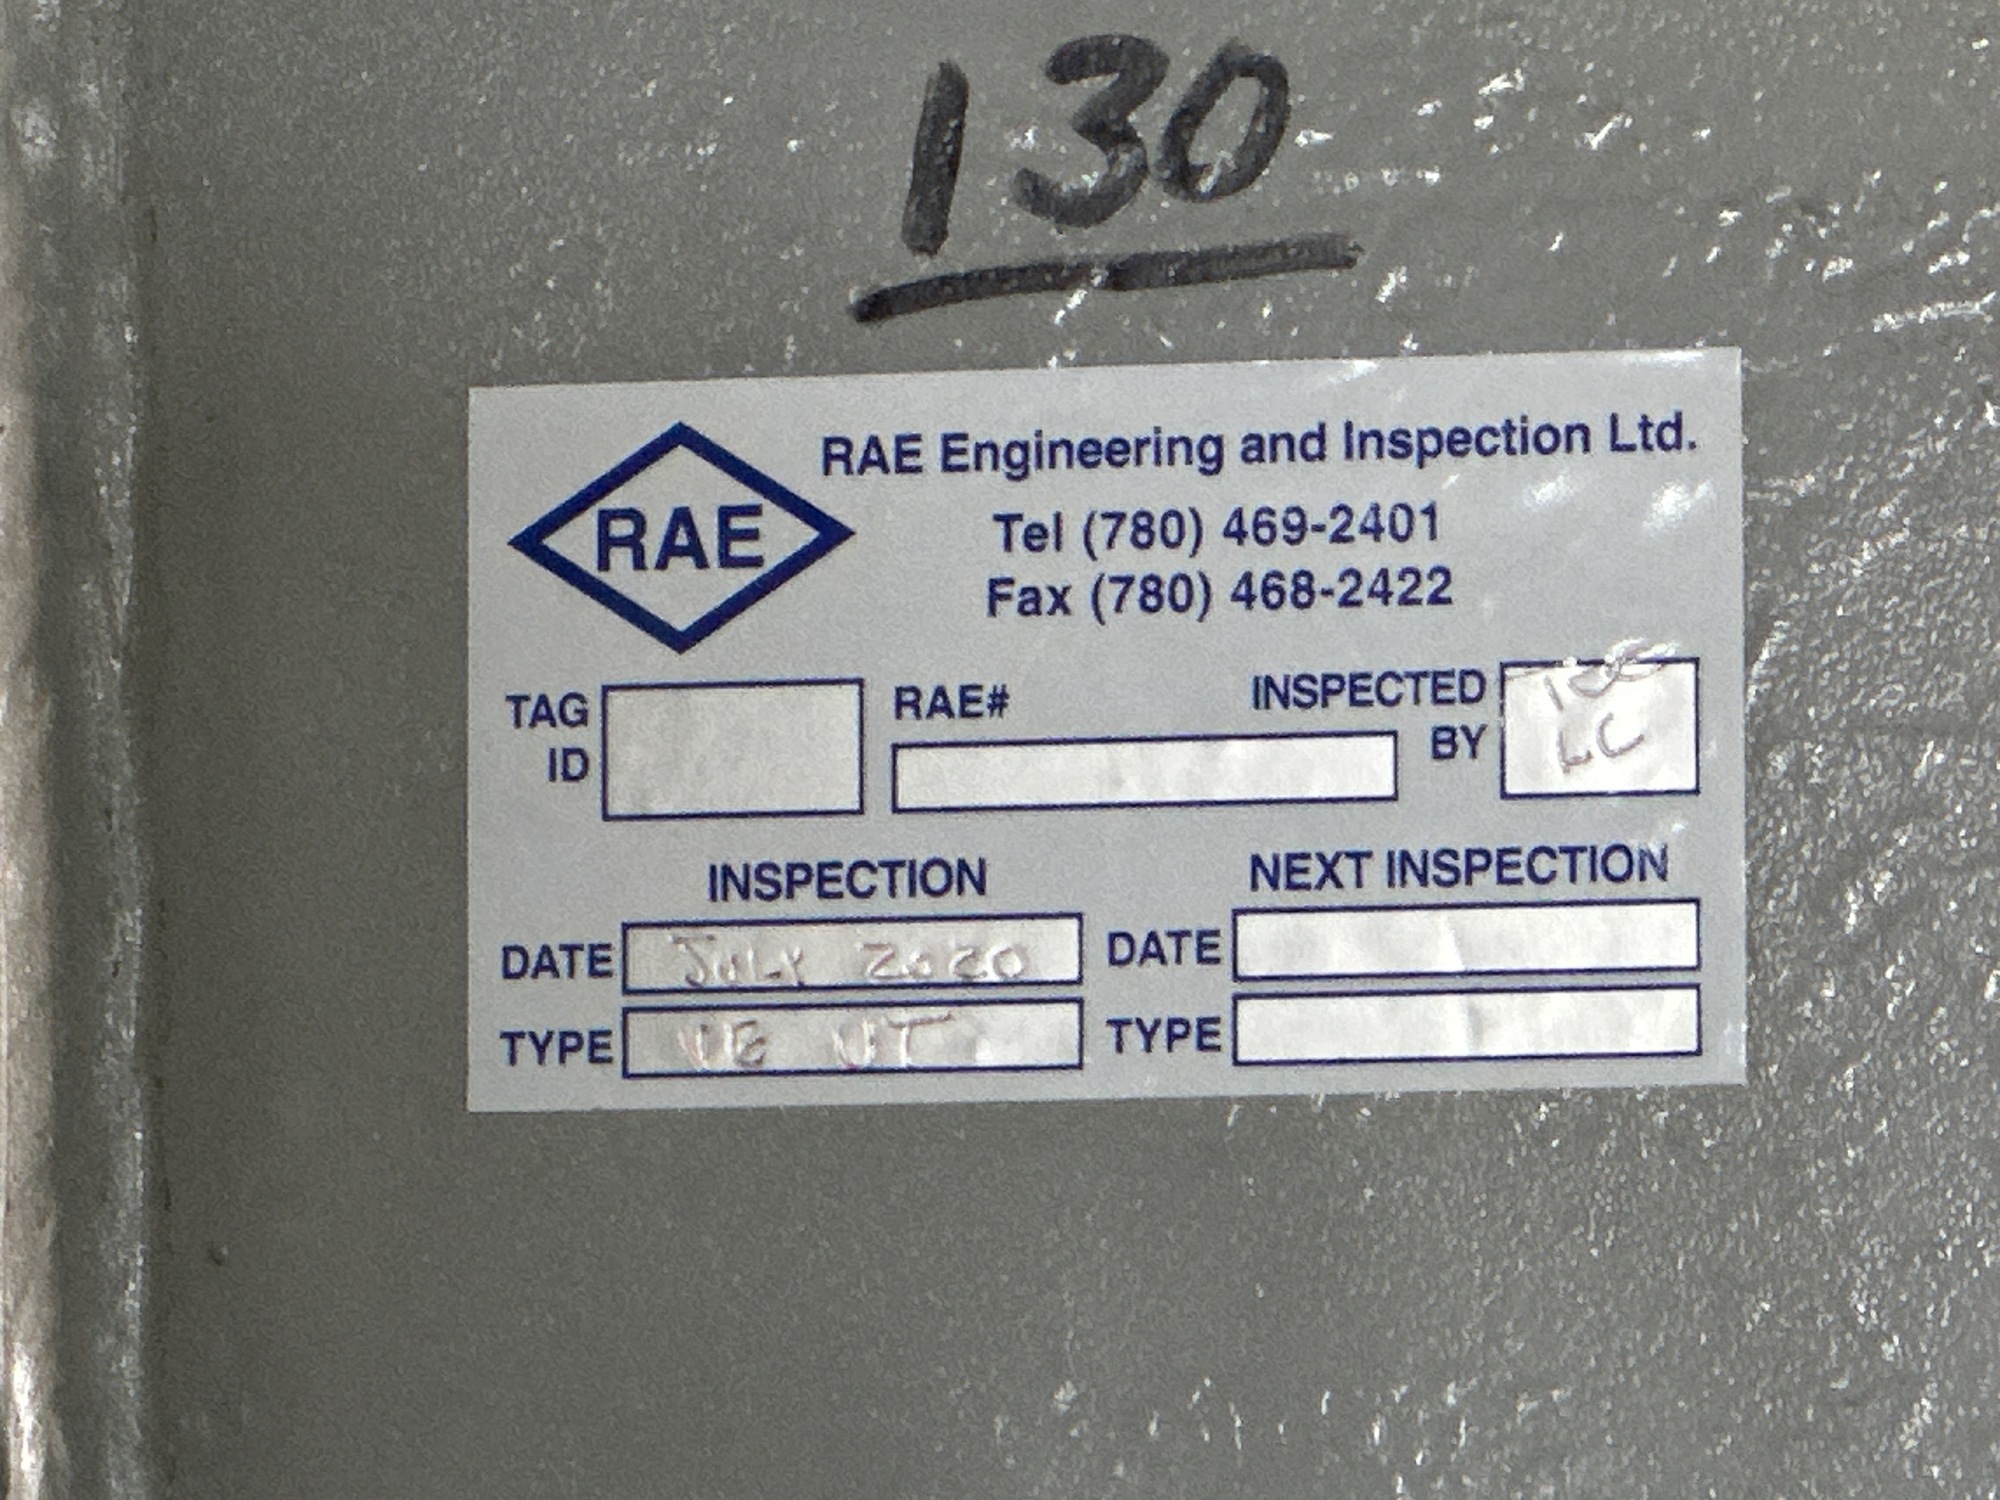 130
RAE Engineering and Inspection Ltd.
RAE
Tel (780) 469-2401
Fax (780) 468-2422
TAG ID
RAE#
INSPECTED BY
LC
INSPECTION
NEXT INSPECTION
DATE JULY 2020
DATE
TYPE UT
TYPE